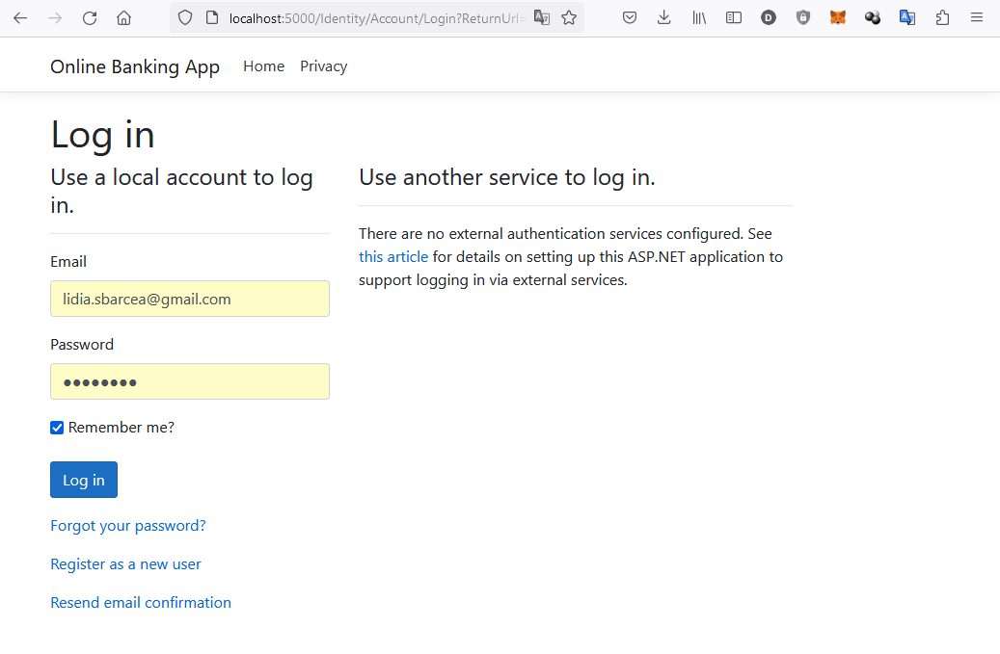 localhost:5000/Identity/Account/Login?ReturnUrl=
D
Online Banking App Home Privacy
Log in
Use a local account to log
in.
Email
lidia.sbarcea@gmail.com
Password
●●●●●●●●
Remember me?
Log in
Forgot your password?
Register as a new user
Resend email confirmation
Use another service to log in.
There are no external authentication services configured. See
this article for details on setting up this ASP.NET application to
support logging in via external services.